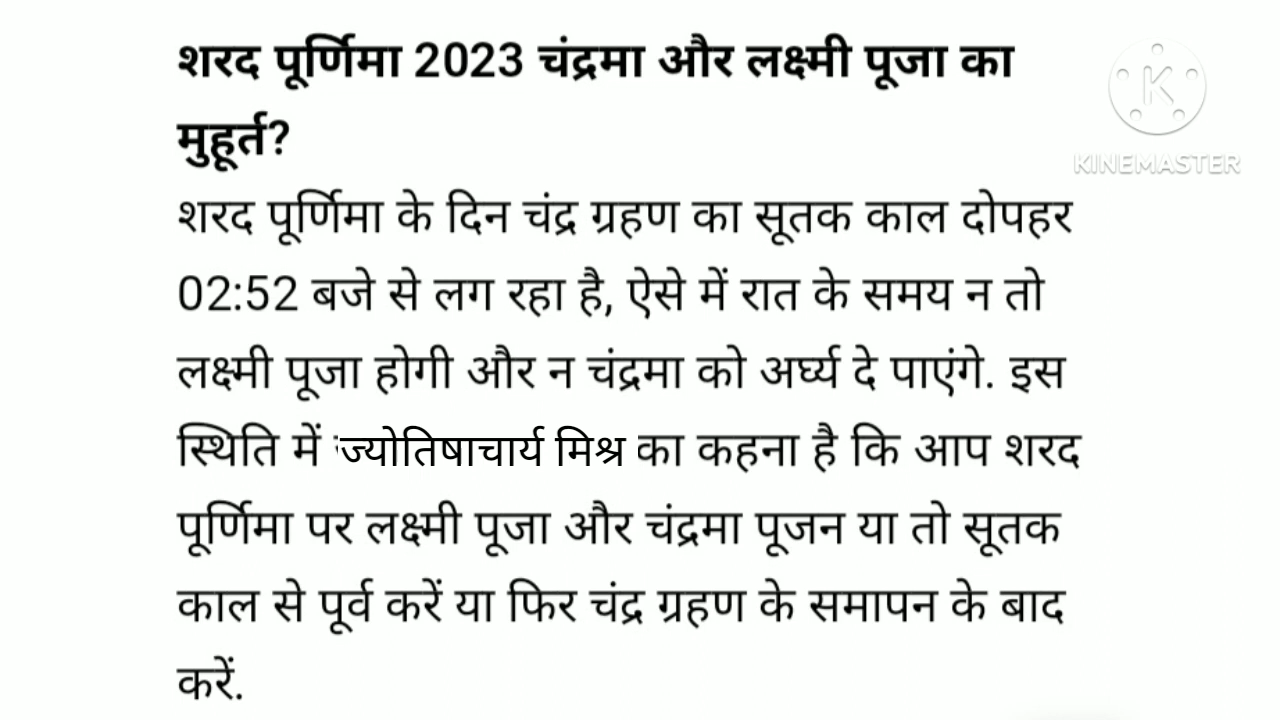 शरद पूर्णिमा 2023 चंद्रमा और लक्ष्मी पूजा का
मुहूर्त?
शरद पूर्णिमा के दिन चंद्र ग्रहण का सूतक काल दोपहर
02:52 बजे से लग रहा है, ऐसे में रात के समय न तो
लक्ष्मी पूजा होगी और न चंद्रमा को अर्घ्य दे पाएंगे. इस
स्थिति में ज्योतिषाचार्य मिश्र का कहना है कि आप शरद
पूर्णिमा पर लक्ष्मी पूजा और चंद्रमा पूजन या तो सूतक
काल से पूर्व करें या फिर चंद्र ग्रहण के समापन के बाद
करें.
K
KINEMASTER